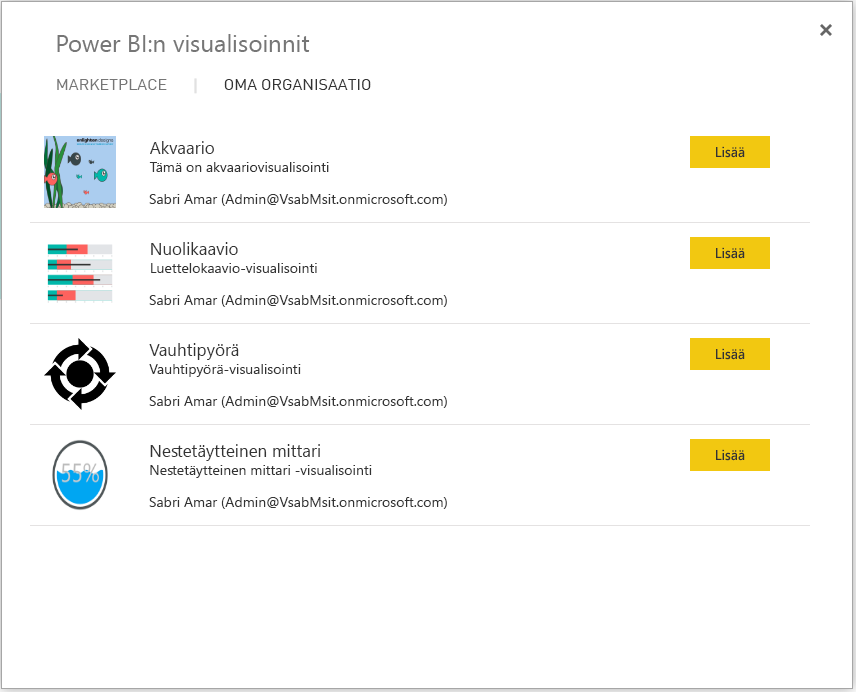 Power BI:n visualisoinnit
MARKETPLACE | OMA ORGANISAATIO
Akvaario
Tämä on akvaariovisualisointi
Sabri Amar (Admin@VsabMsit.onmicrosoft.com)
Lisää
Nuolikaavio
Luettelokaavio-visualisointi
Sabri Amar (Admin@VsabMsit.onmicrosoft.com)
Lisää
Vauhtipyörä
Vauhtipyörä-visualisointi
Sabri Amar (Admin@VsabMsit.onmicrosoft.com)
Lisää
55%
Nestetäytteinen mittari
Nestetäytteinen mittari -visualisointi
Sabri Amar (Admin@VsabMsit.onmicrosoft.com)
Lisää